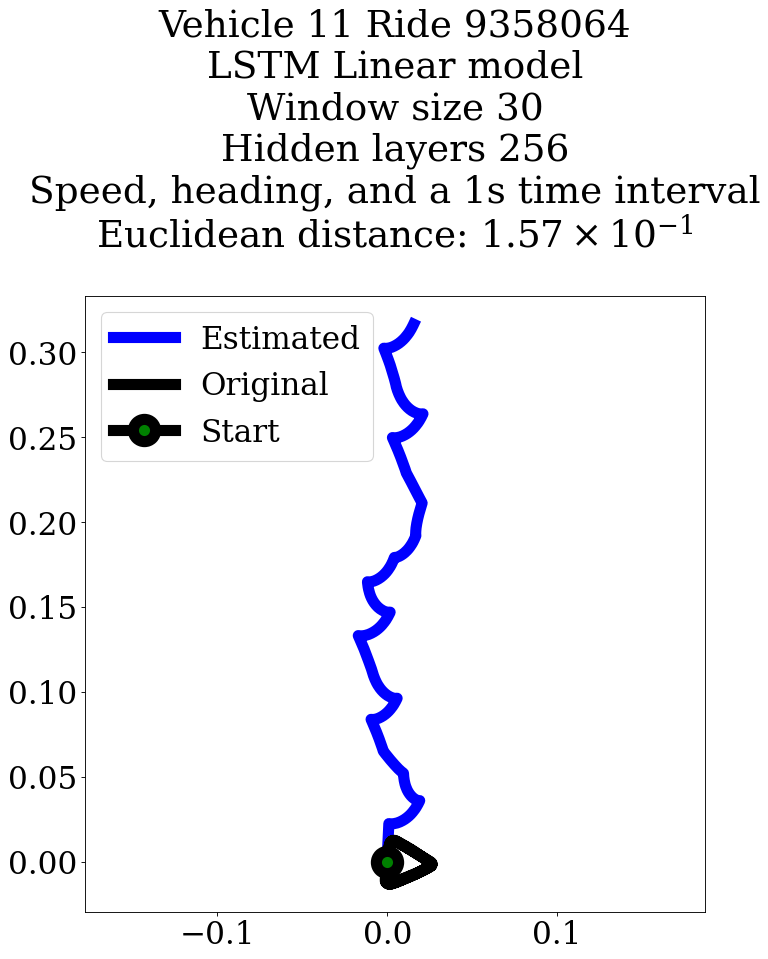 Vehicle 11 Ride 9358064
LSTM Linear model
Window size 30
Hidden layers 256
Speed, heading, and a 1s time interval
Euclidean distance: 1.57 × 10⁻¹
Estimated
Original
Start
0.30
0.25
0.20
0.15
0.10
0.05
0.00
−0.1 0.0 0.1